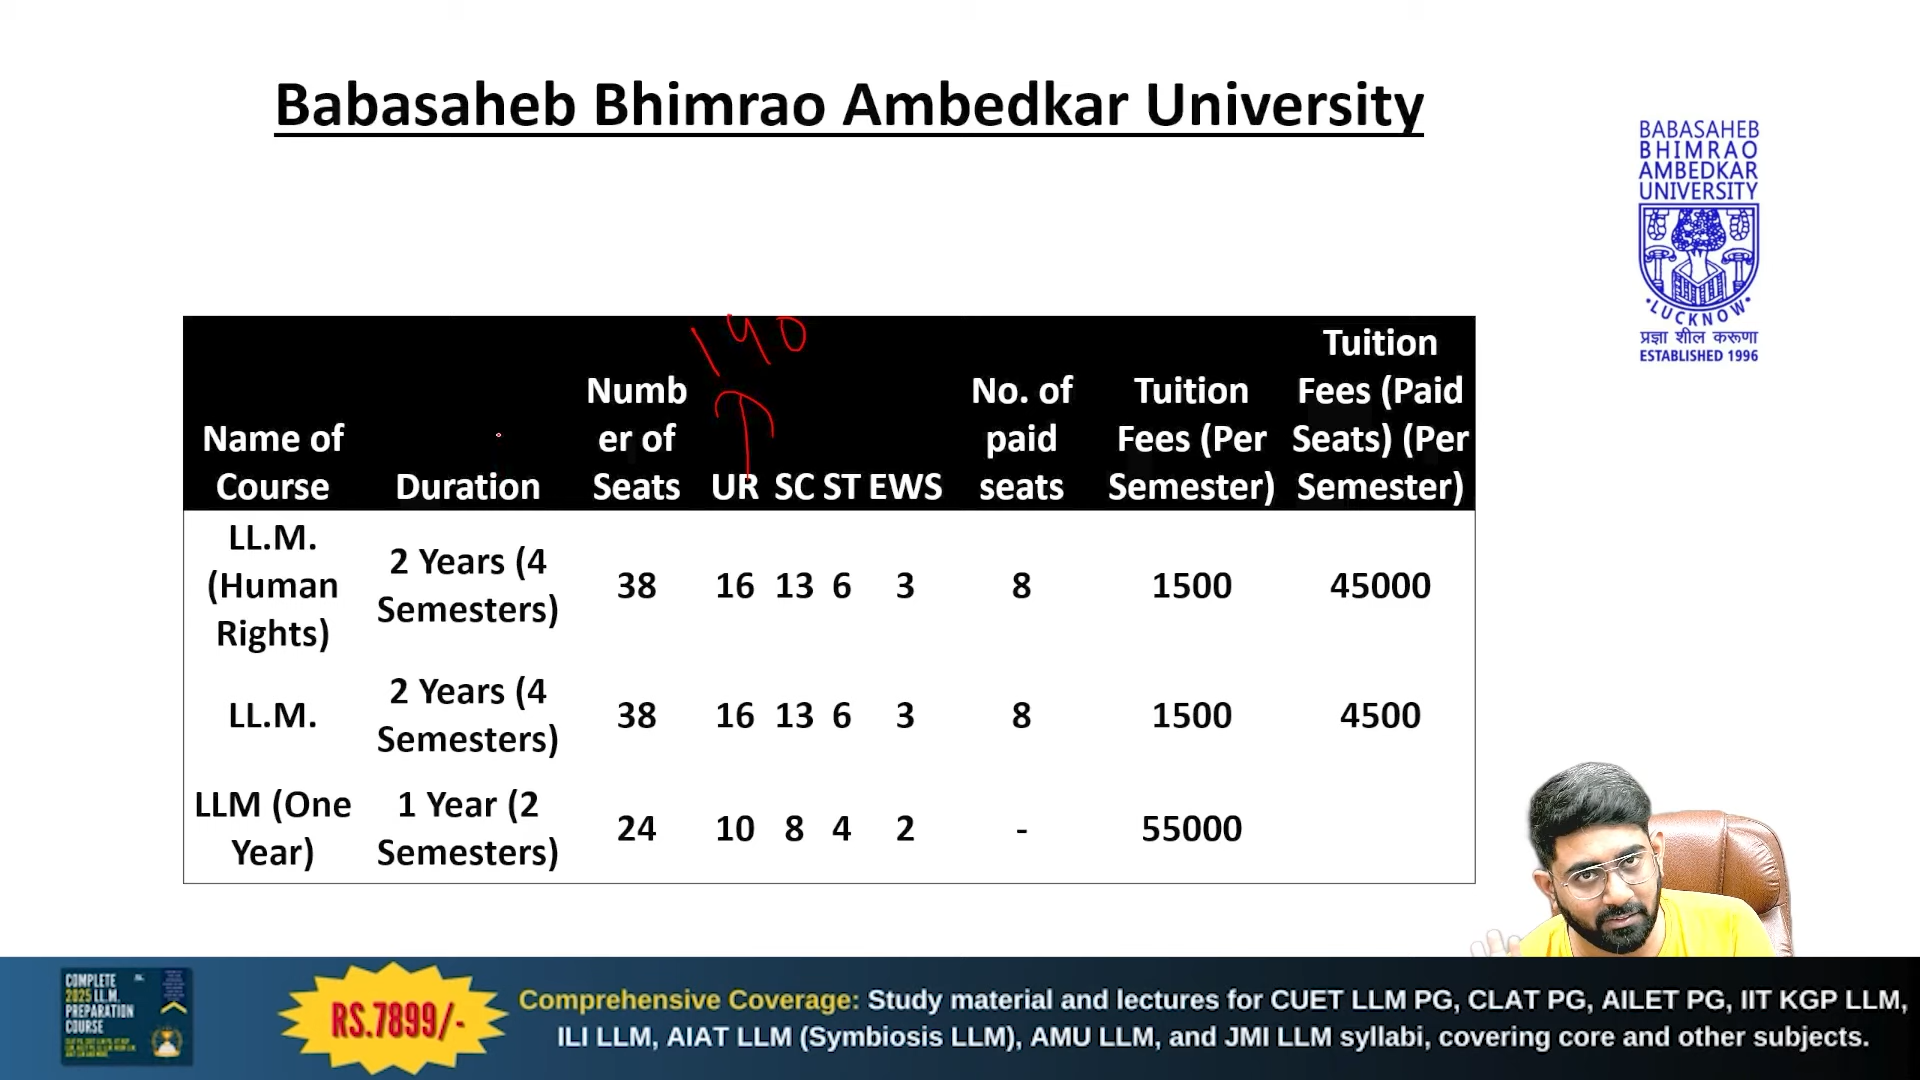 Babasaheb Bhimrao Ambedkar University
BABASAHEB
BHIMRAO
AMBEDKAR
UNIVERSITY
LUCKNOW
प्रज्ञा शील करूणा
ESTABLISHED 1996
190
Name of Course Duration Number of Seats UR SC ST EWS No. of paid seats Tuition Fees (Per Semester) Tuition Fees (Paid Seats) (Per Semester)
LL.M. (Human Rights) 2 Years (4 Semesters) 38 16 13 6 3 8 1500 45000
LL.M. 2 Years (4 Semesters) 38 16 13 6 3 8 1500 4500
LLM (One Year) 1 Year (2 Semesters) 24 10 8 4 2 - 55000
COMPLETE
2025 LL.M.
PREPARATION
COURSE
RS.7899/-
Comprehensive Coverage: Study material and lectures for CUET LLM PG, CLAT PG, AILET PG, IIT KGP LLM,
ILI LLM, AIAT LLM (Symbiosis LLM), AMU LLM, and JMI LLM syllabi, covering core and other subjects.